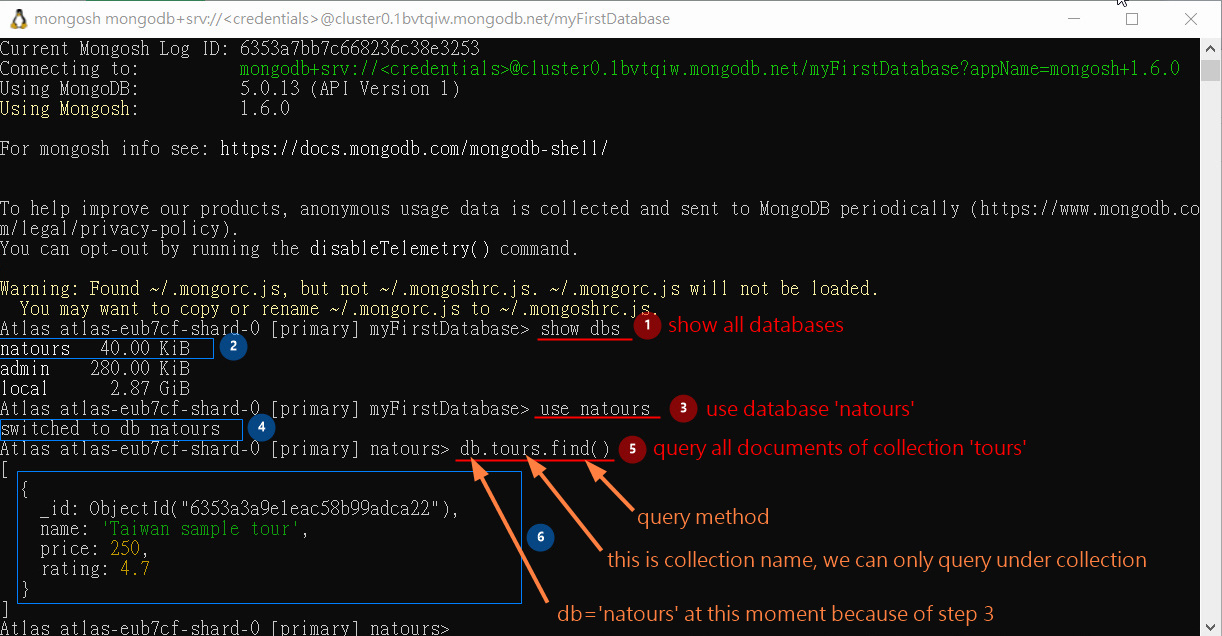 mongosh mongodb+srv://<credentials>@cluster0.1bvtqiw.mongodb.net/myFirstDatabase
Current Mongosh Log ID: 6353a7bb7c668236c38e3253
Connecting to: mongodb+srv://<credentials>@cluster0.1bvtqiw.mongodb.net/myFirstDatabase?appName=mongosh+1.6.0
Using MongoDB: 5.0.13 (API Version 1)
Using Mongosh: 1.6.0
For mongosh info see: https://docs.mongodb.com/mongodb-shell/
To help improve our products, anonymous usage data is collected and sent to MongoDB periodically (https://www.mongodb.co
m/legal/privacy-policy).
You can opt-out by running the disableTelemetry() command.
Warning: Found ~/.mongorc.js, but not ~/.mongoshrc.js. ~/.mongorc.js will not be loaded.
You may want to copy or rename ~/.mongorc.js to ~/.mongoshrc.js.
Atlas atlas-eub7cf-shard-0 [primary] myFirstDatabase> show dbs 1 show all databases
natours 40.00 KiB 2
admin 280.00 KiB
local 2.87 GiB
Atlas atlas-eub7cf-shard-0 [primary] myFirstDatabase> use natours 3 use database 'natours'
switched to db natours 4
Atlas atlas-eub7cf-shard-0 [primary] natours> db.tours.find() 5 query all documents of collection 'tours'
[
{
_id: ObjectId("6353a3a9e1eac58b99adca22"),
query method
name: 'Taiwan sample tour',
6
price: 250,
this is collection name, we can only query under collection
rating: 4.7
}
]
db='natours' at this moment because of step 3
Atlas atlas-eub7cf-shard-0 [primary] natours>